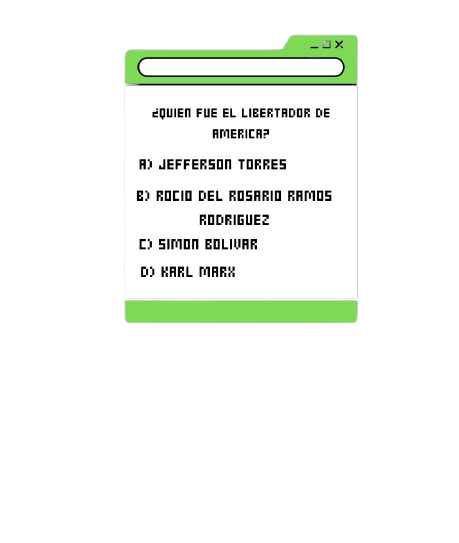 ¿QUIEN FUE EL LIBERTADOR DE
AMERICA?
A) JEFFERSON TORRES
B) ROCIO DEL ROSARIO RAMOS
RODRIGUEZ
C) SIMON BOLIVAR
D) KARL MARX